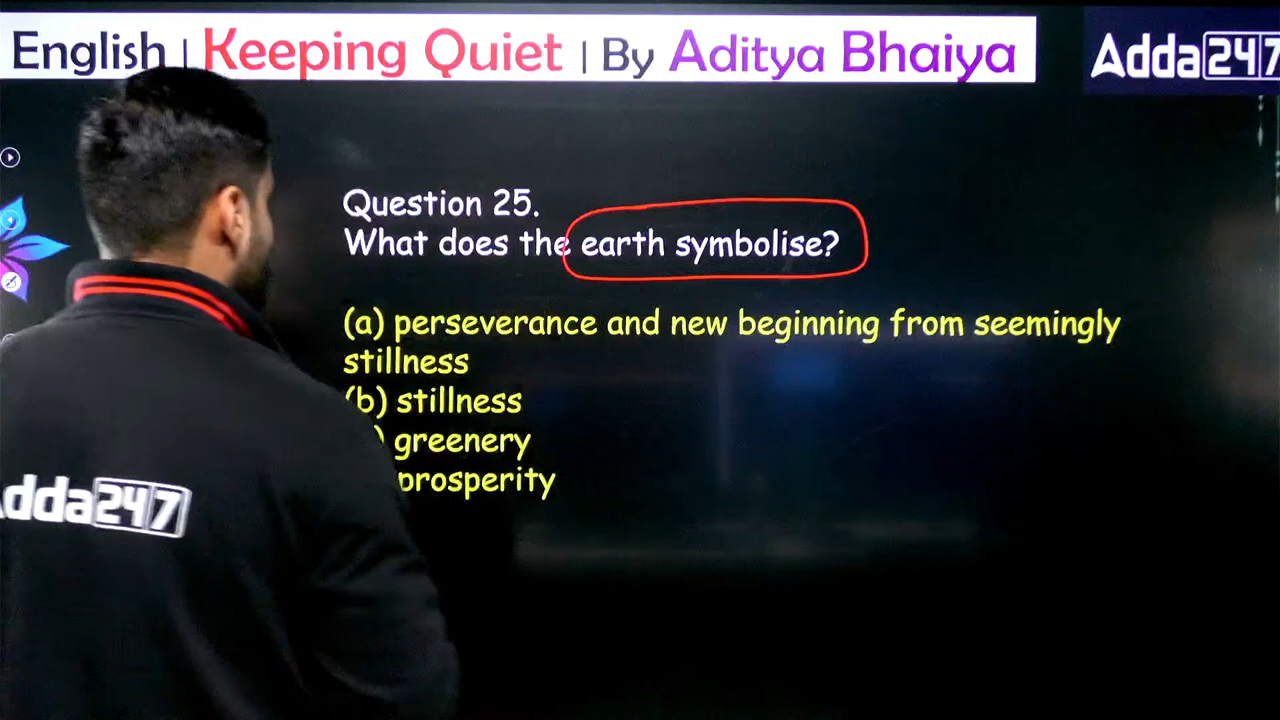 English | Keeping Quiet | By Aditya Bhaiya
Adda247
Question 25.
What does the earth symbolise?
(a) perseverance and new beginning from seemingly
stillness
(b) stillness
) greenery
prosperity
dda247